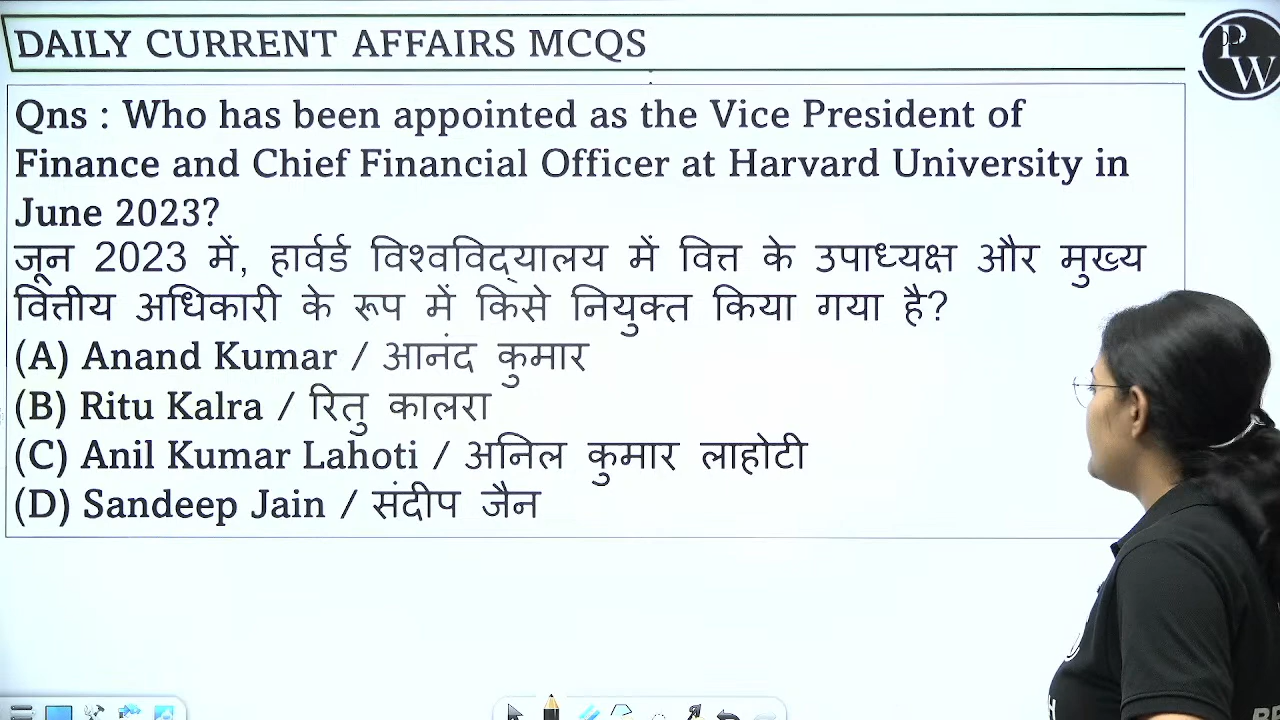 DAILY CURRENT AFFAIRS MCQS
PW
Qns : Who has been appointed as the Vice President of
Finance and Chief Financial Officer at Harvard University in
June 2023?
जून 2023 में, हार्वर्ड विश्वविद्यालय में वित्त के उपाध्यक्ष और मुख्य
वित्तीय अधिकारी के रूप में किसे नियुक्त किया गया है?
(A) Anand Kumar / आनंद कुमार
(B) Ritu Kalra / रितु कालरा
(C) Anil Kumar Lahoti / अनिल कुमार लाहोटी
(D) Sandeep Jain / संदीप जैन